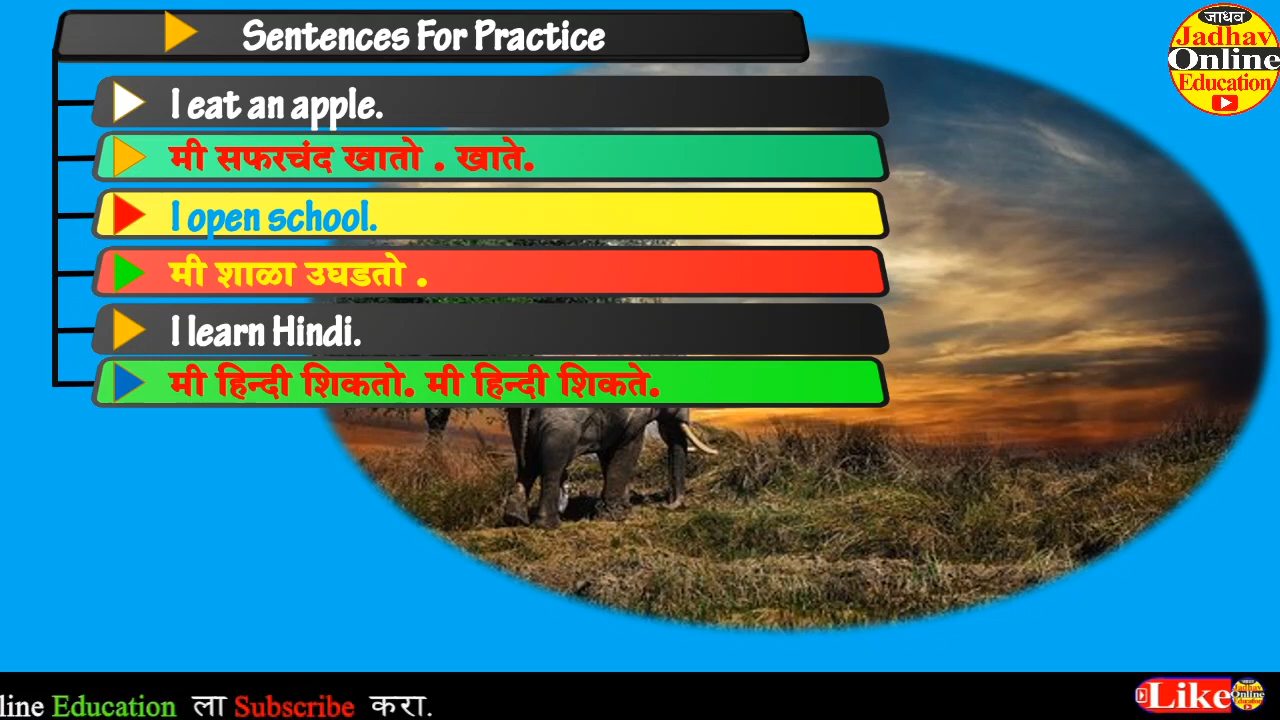 Sentences For Practice
I eat an apple.
मी सफरचंद खातो . खाते.
I open school.
मी शाळा उघडतो .
I learn Hindi.
मी हिन्दी शिकतो. मी हिन्दी शिकते.
जाधव
Jadhav
Online
Education
line Education ला Subscribe करा.
Like